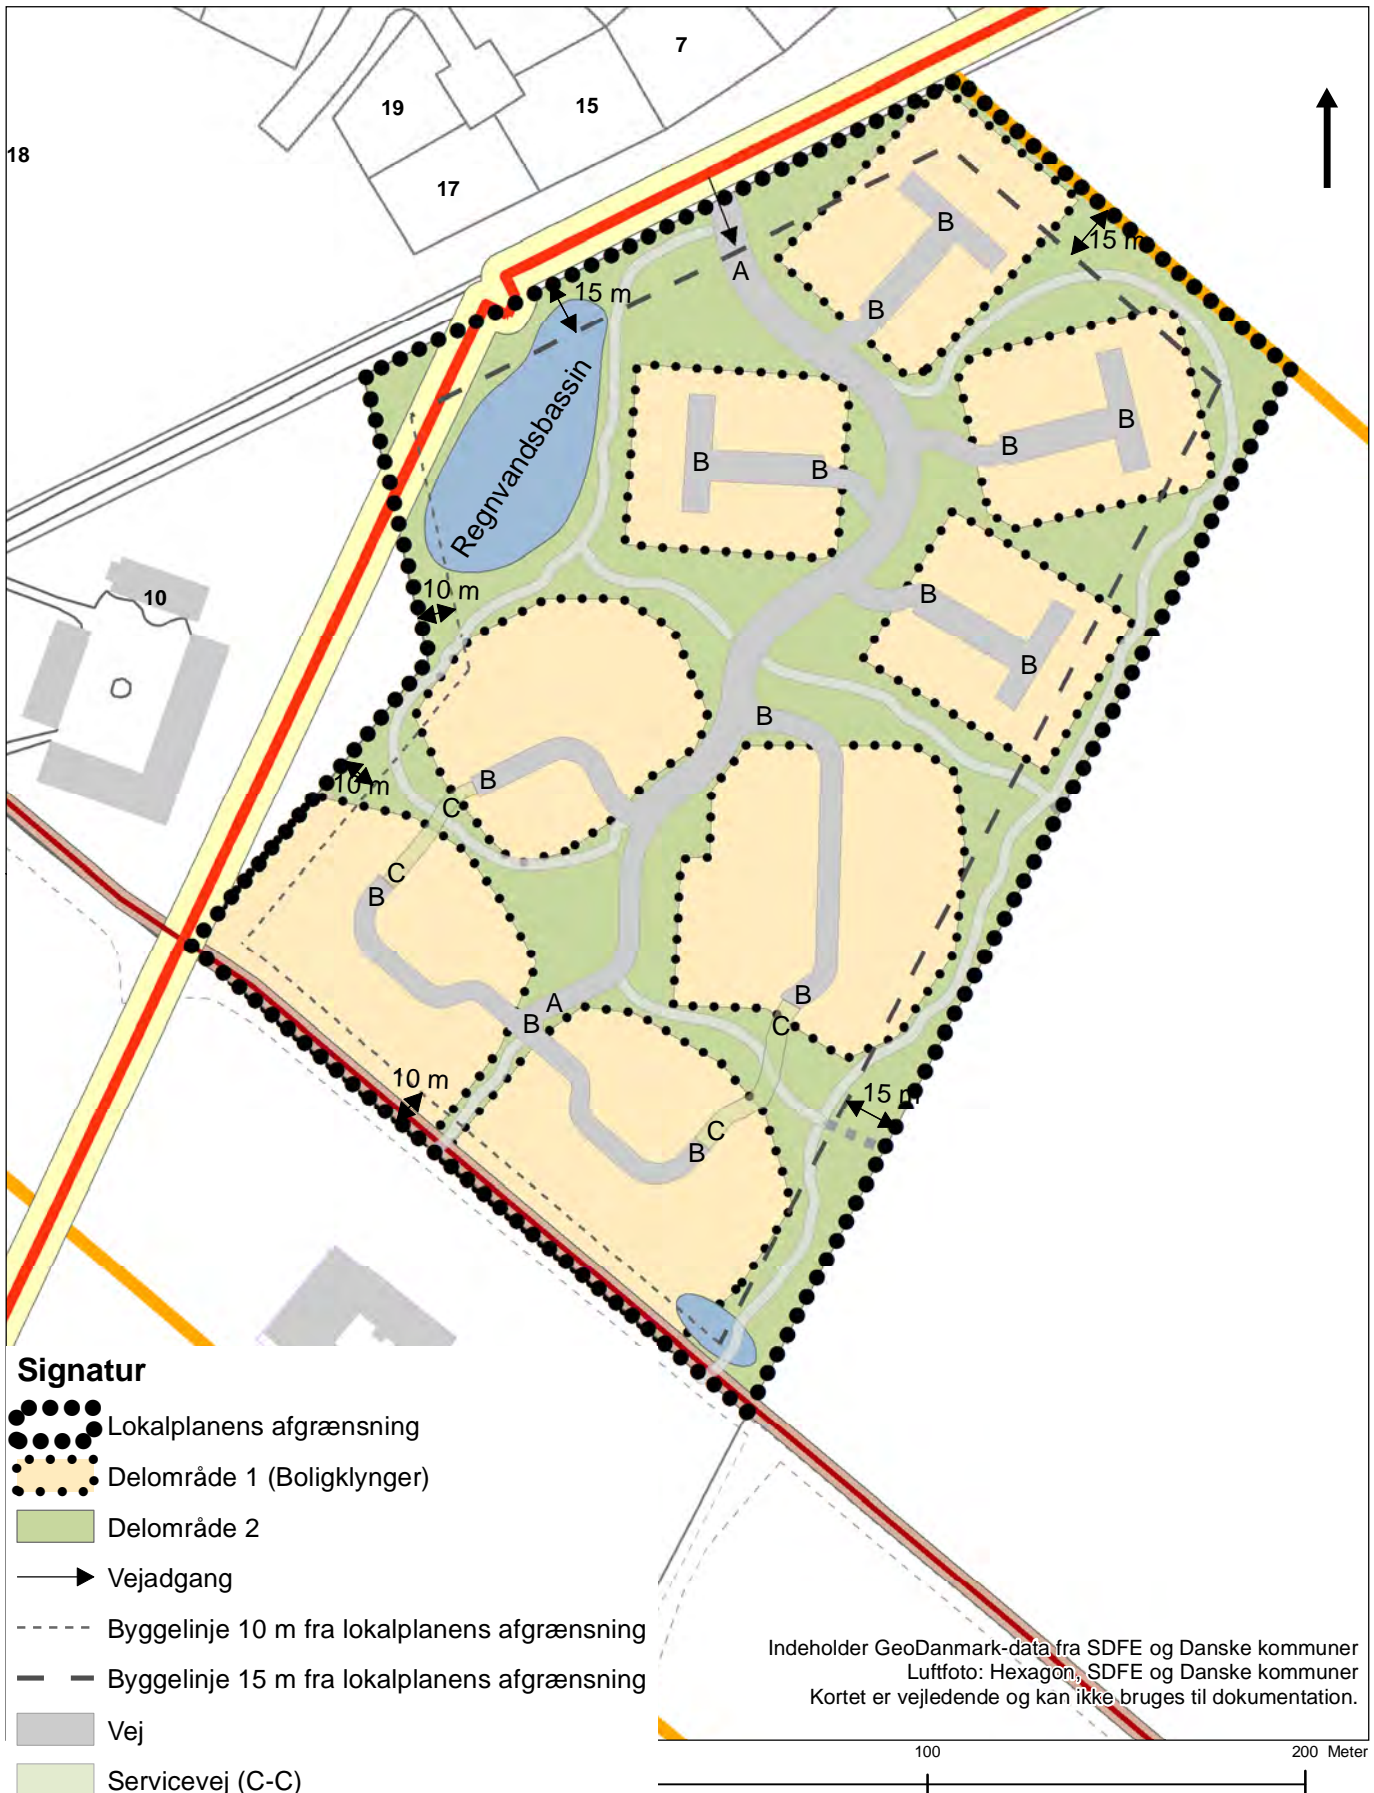 7
19
15
18
17
B
15 m
A
15 m
B
B
B
B
B
Regnvandsbassin
10 m
10
B
B
B
10 m
B
C
C
B
B
A
B
C
10 m
15 m
C
B
Signatur
Lokalplanens afgrænsning
Delområde 1 (Boligklynger)
Delområde 2
Vejadgang
Byggelinje 10 m fra lokalplanens afgrænsning
Byggelinje 15 m fra lokalplanens afgrænsning
Vej
Servicevej (C-C)
Indeholder GeoDanmark-data fra SDFE og Danske kommuner
Luftfoto: Hexagon, SDFE og Danske kommuner
Kortet er vejledende og kan ikke bruges til dokumentation.
100
200 Meter